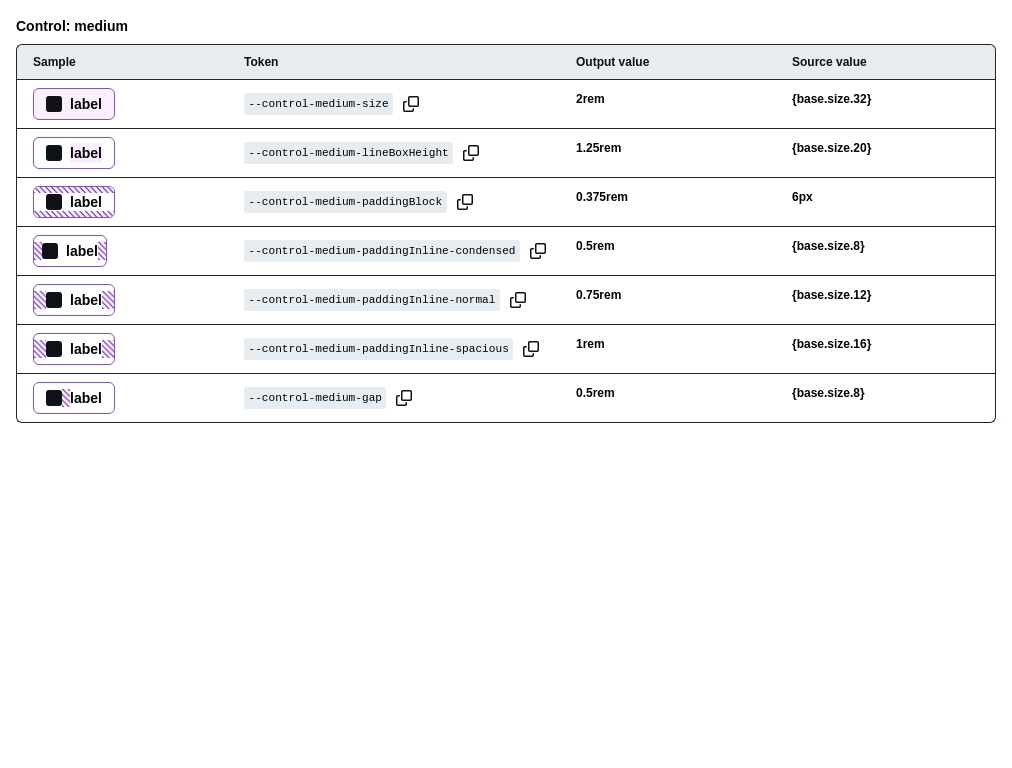 Control: medium
Sample Token Output value Source value
label --control-medium-size 2rem {base.size.32}
label --control-medium-lineBoxHeight 1.25rem {base.size.20}
label --control-medium-paddingBlock 0.375rem 6px
label --control-medium-paddingInline-condensed 0.5rem {base.size.8}
label --control-medium-paddingInline-normal 0.75rem {base.size.12}
label --control-medium-paddingInline-spacious 1rem {base.size.16}
label --control-medium-gap 0.5rem {base.size.8}